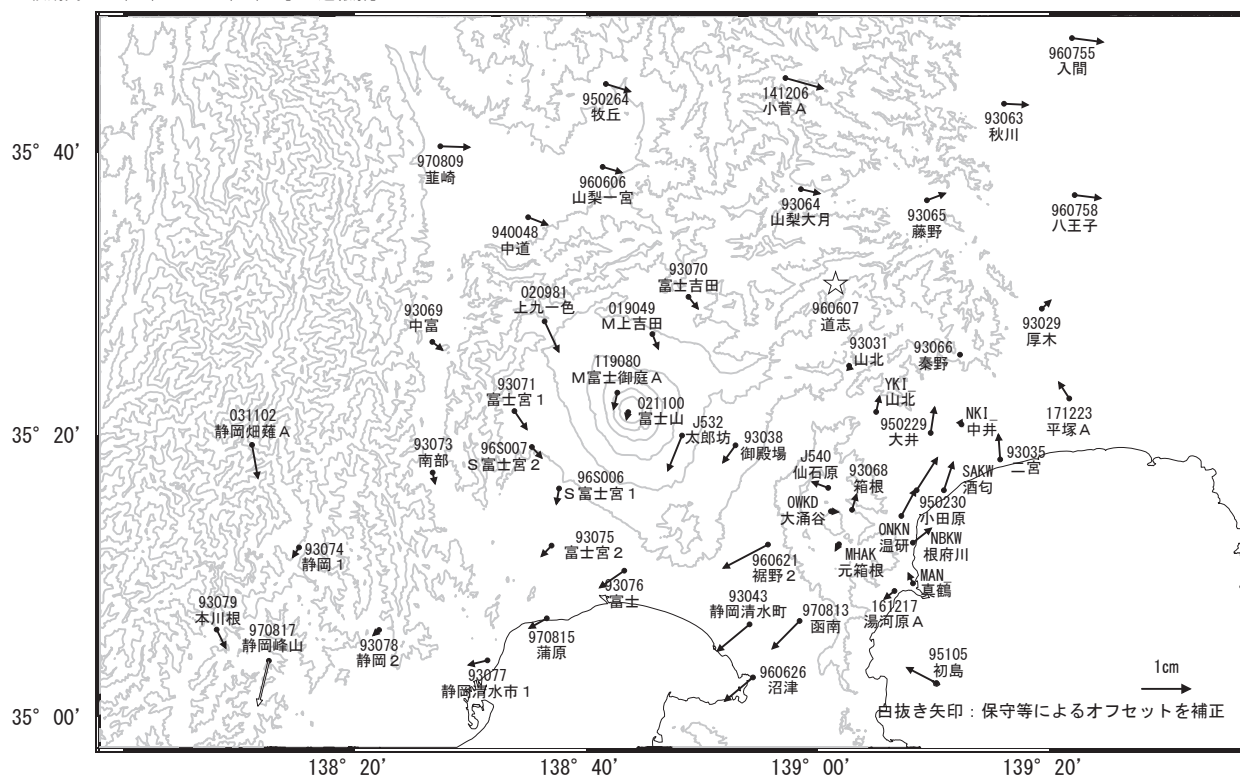 960755
入間
950264
牧丘
141206
小菅Ａ
93063
秋川
35° 40'
970809
韮崎
960606
山梨一宮
93064
山梨大月
93065
藤野
960758
八王子
940048
中道
93070
富士吉田
020981
上九一色
019049
Ｍ上吉田
960607
道志
93069
中富
93029
厚木
93031
山北
93066
秦野
I19080
Ｍ富士御庭Ａ
YKI_
山北
93071
富士宮１
021100
富士山
171223
平塚Ａ
031102
静岡畑薙Ａ
J532
太郎坊
950229
大井
NKI_
中井
35° 20'
93073
南部
96S007
Ｓ富士宮２
93038
御殿場
93035
二宮
J540
仙石原
93068
箱根
SAKW
酒匂
96S006
Ｓ富士宮１
OWKD
大涌谷
950230
小田原
ONKN
温研
NBKW
根府川
93074
静岡１
93075
富士宮２
960621
裾野２
MHAK
元箱根
93076
富士
MAN_
真鶴
93079
本川根
93043
静岡清水町
970813
函南
161217
湯河原Ａ
970817
静岡峰山
93078
静岡２
970815
蒲原
95105
初島
1cm
93077
静岡清水市１
960626
沼津
白抜き矢印：保守等によるオフセットを補正
35° 00'
138° 20'
138° 40'
139° 00'
139° 20'